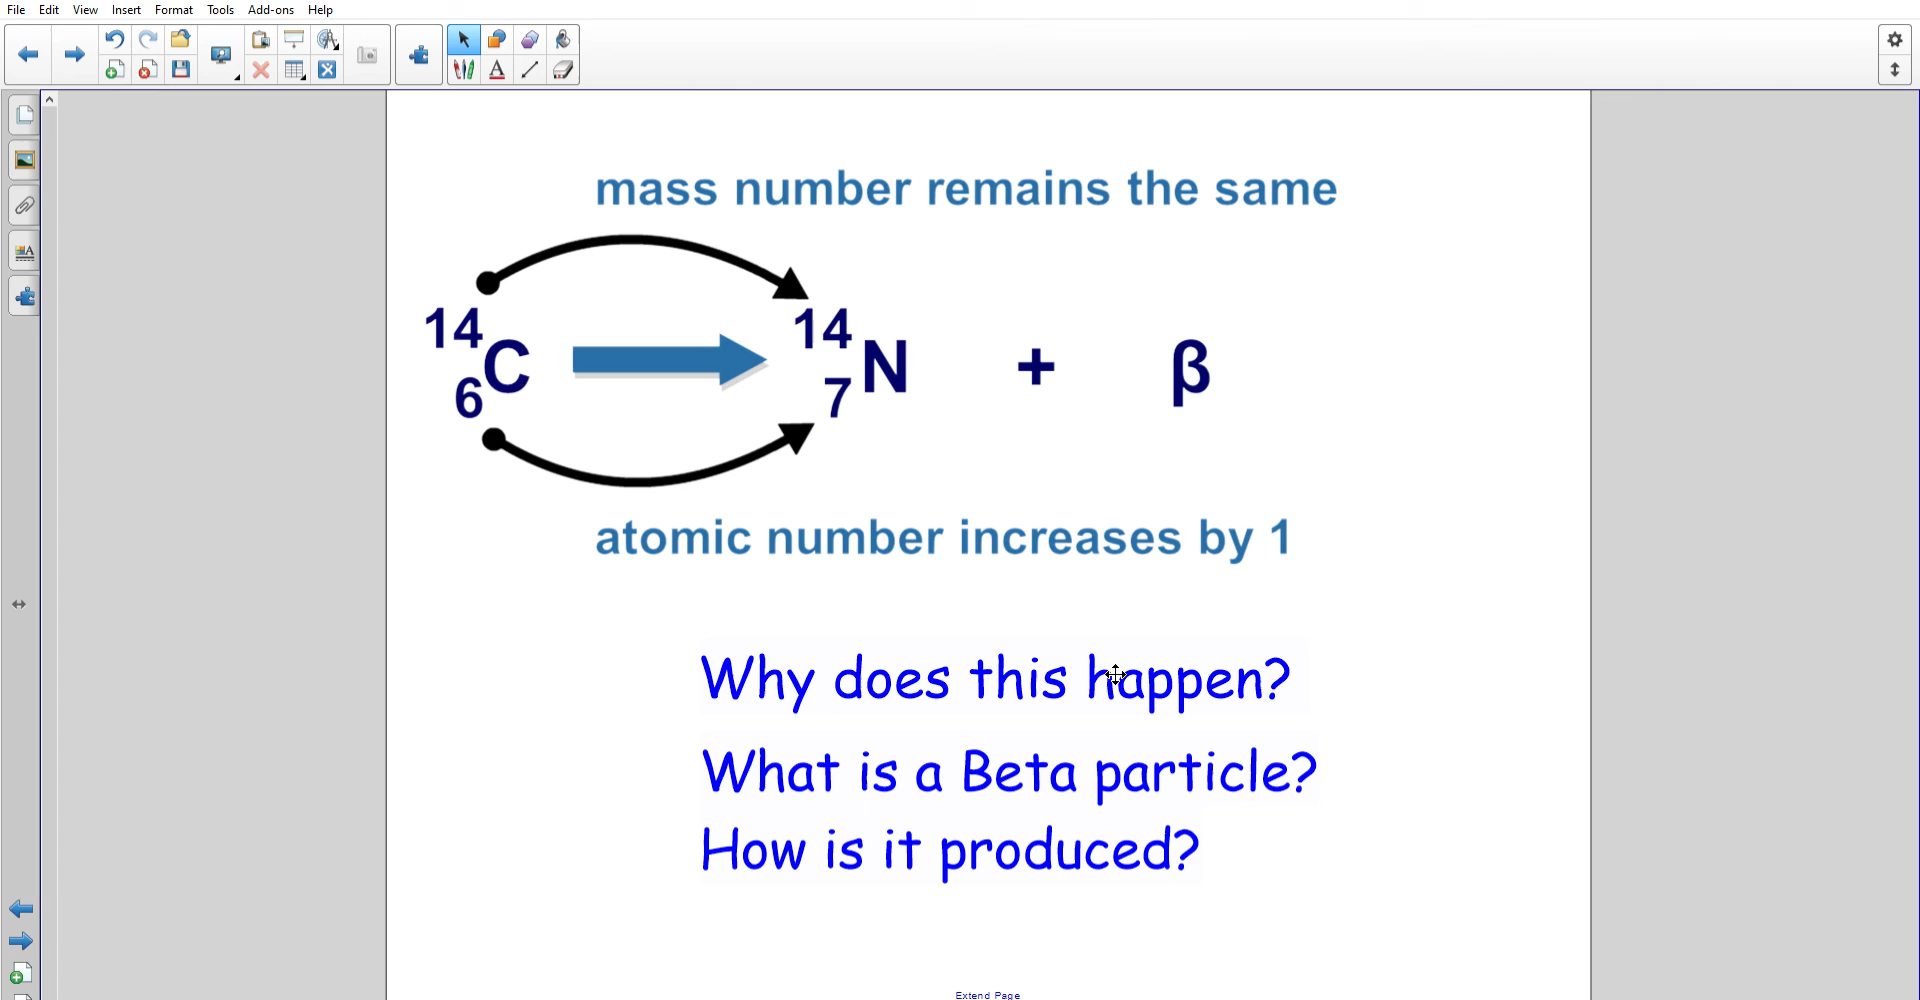 File Edit View Insert Format Tools Add-ons Help
mass number remains the same
14 6 C 14 7 N + β
atomic number increases by 1
Why does this happen?
What is a Beta particle?
How is it produced?
Extend Page